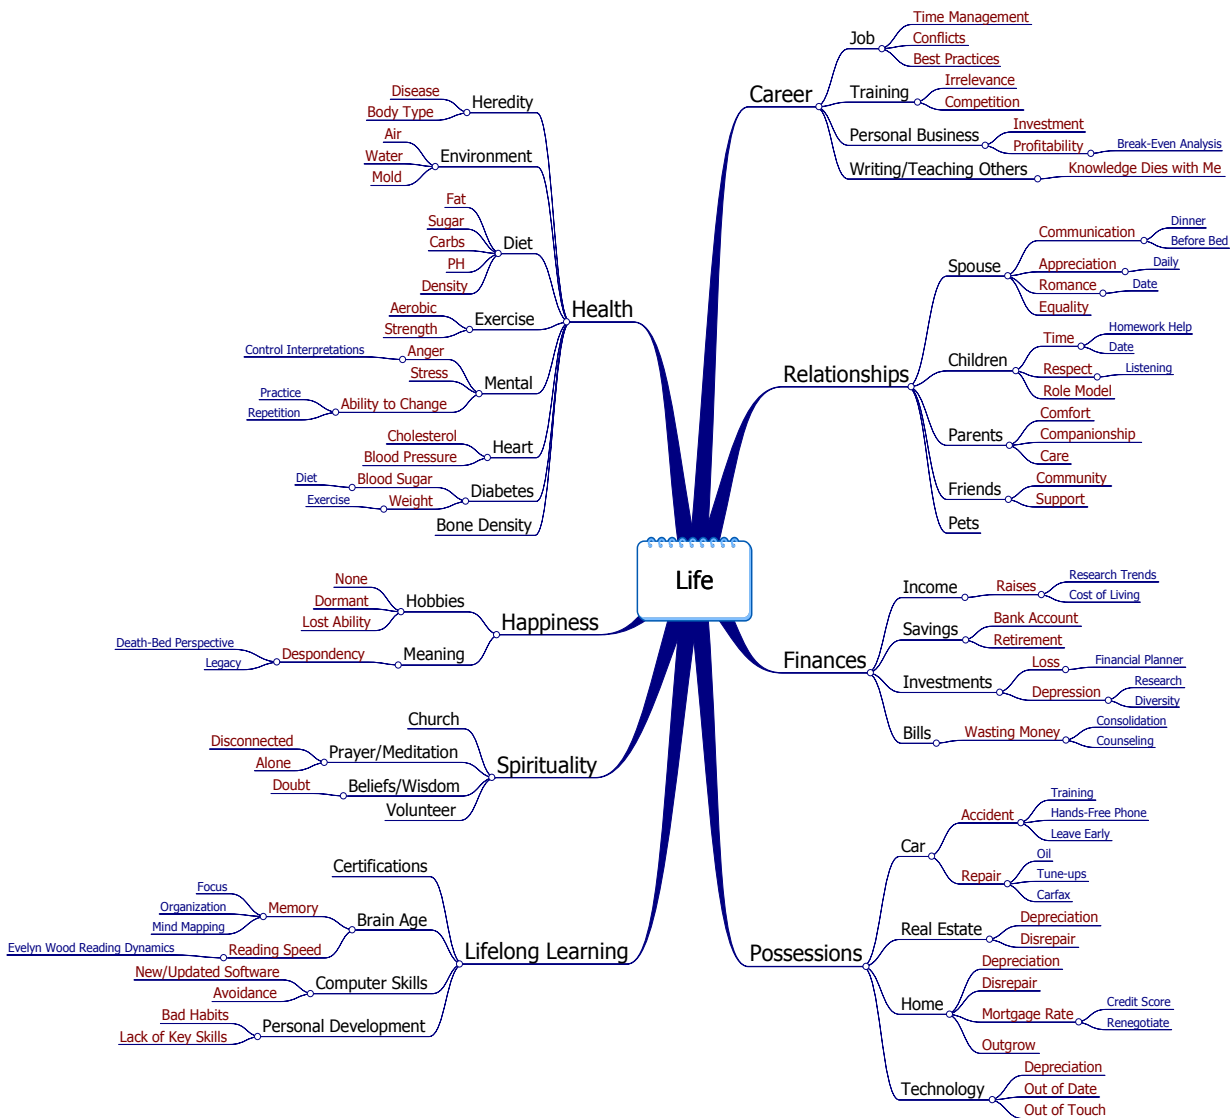 Life
Career
Job
Time Management
Conflicts
Best Practices
Training
Irrelevance
Competition
Personal Business
Investment
Profitability
Break-Even Analysis
Writing/Teaching Others
Knowledge Dies with Me
Relationships
Spouse
Communication
Dinner
Before Bed
Appreciation
Daily
Romance
Date
Equality
Children
Time
Homework Help
Date
Respect
Listening
Role Model
Parents
Comfort
Companionship
Care
Friends
Community
Support
Pets
Finances
Income
Raises
Research Trends
Cost of Living
Savings
Bank Account
Retirement
Investments
Loss
Financial Planner
Depression
Research
Diversity
Bills
Wasting Money
Consolidation
Counseling
Possessions
Car
Accident
Training
Hands-Free Phone
Leave Early
Repair
Oil
Tune-ups
Carfax
Real Estate
Depreciation
Disrepair
Home
Depreciation
Disrepair
Mortgage Rate
Credit Score
Renegotiate
Outgrow
Technology
Depreciation
Out of Date
Out of Touch
Health
Heredity
Disease
Body Type
Environment
Air
Water
Mold
Diet
Fat
Sugar
Carbs
PH
Density
Exercise
Aerobic
Strength
Mental
Anger
Control Interpretations
Stress
Ability to Change
Practice
Repetition
Heart
Cholesterol
Blood Pressure
Diabetes
Blood Sugar
Diet
Weight
Exercise
Bone Density
Happiness
Hobbies
None
Dormant
Lost Ability
Meaning
Despondency
Death-Bed Perspective
Legacy
Spirituality
Church
Prayer/Meditation
Disconnected
Alone
Beliefs/Wisdom
Doubt
Volunteer
Lifelong Learning
Certifications
Brain Age
Memory
Focus
Organization
Mind Mapping
Reading Speed
Evelyn Wood Reading Dynamics
Computer Skills
New/Updated Software
Avoidance
Personal Development
Bad Habits
Lack of Key Skills